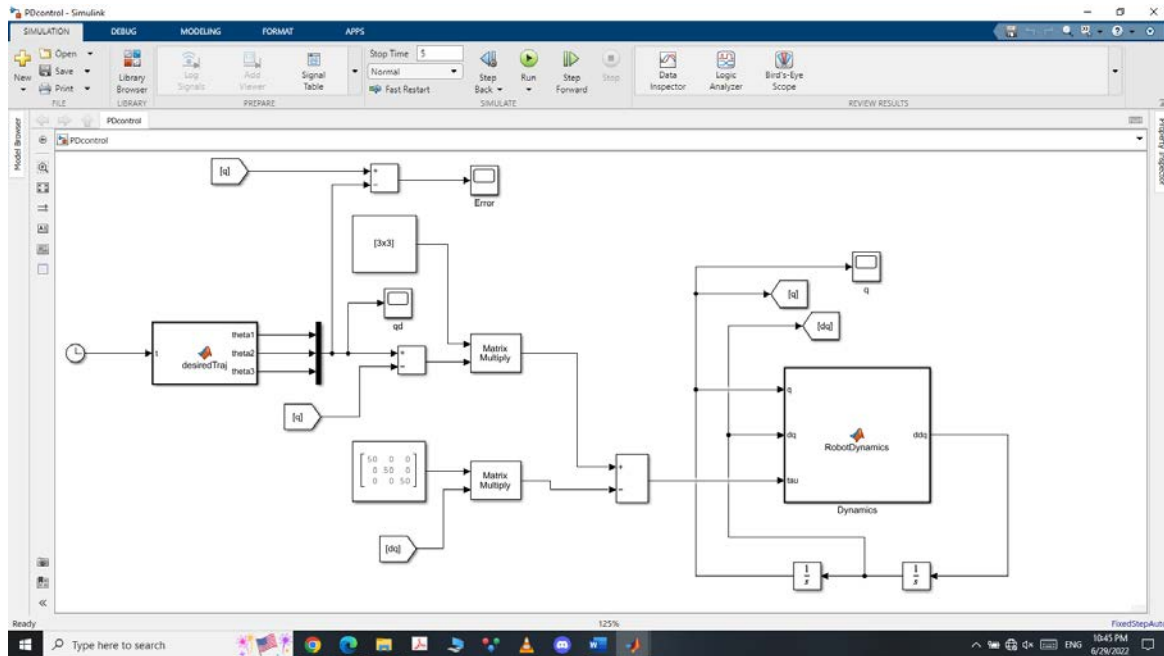 PDcontrol - Simulink
SIMULATION DEBUG MODELING FORMAT APPS
New
Open
Save
Print
FILE
Library Browser
LIBRARY
Log Signals
Add Viewer
Signal Table
PREPARE
Stop Time 5
Normal
Fast Restart
Step Back
Run
Step Forward
Stop
SIMULATE
Data Inspector
Logic Analyzer
Bird's-Eye Scope
REVIEW RESULTS
Model Browser
PDcontrol
PDcontrol
Property Inspector
[q]
+
−
Error
[3x3]
qd
t
desiredTraj
theta1
theta2
theta3
+
−
Matrix Multiply
[q]
50 0 0
0 50 0
0 0 50
Matrix Multiply
[dq]
+
−
q
[q]
[dq]
q
dq
tau
RobotDynamics
ddq
Dynamics
1
s
1
s
Ready
125%
FixedStepAuto
Type here to search
ENG
10:45 PM
6/29/2022